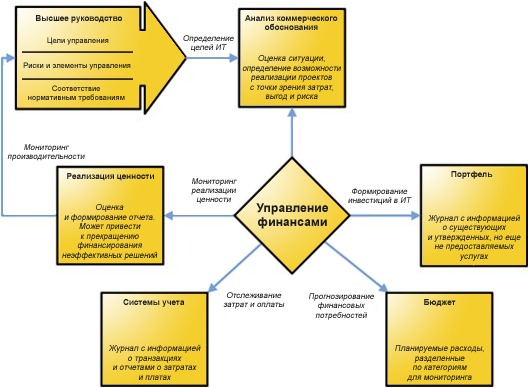 Высшее руководство
Цели управления
Риски и элементы управления
Соответствие
нормативным требованиям
Определение
целей ИТ
Анализ коммерческого
обоснования
Оценка ситуации,
определение возможности
реализации проектов
с точки зрения затрат,
выгод и риска
Мониторинг
производительности
Реализация ценности
Оценка
и формирование отчета.
Может привести
к прекращению
финансирования
неэффективных решений
Мониторинг
реализации
ценности
Управление
финансами
Формирование
инвестиций в ИТ
Портфель
Журнал с информацией
о существующих
и утвержденных, но еще
не предоставляемых
услугах
Отслеживание
затрат и оплаты
Прогнозирование
финансовых
потребностей
Системы учета
Журнал с информацией
о транзакциях
и отчетами о затратах
и платах
Бюджет
Планируемые расходы,
разделенные
по категориям
для мониторинга